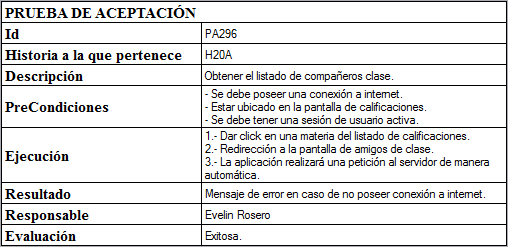 PRUEBA DE ACEPTACIÓN
Id PA296
Historia a la que pertenece H20A
Descripción Obtener el listado de compañeros clase.
PreCondiciones - Se debe poseer una conexión a internet.
- Estar ubicado en la pantalla de calificaciones.
- Se debe tener una sesión de usuario activa.
Ejecución 1.- Dar click en una materia del listado de calificaciones.
2.- Redirección a la pantalla de amigos de clase.
3.- La aplicación realizará una petición al servidor de manera
automática.
Resultado Mensaje de error en caso de no poseer conexión a internet.
Responsable Evelin Rosero
Evaluación Exitosa.